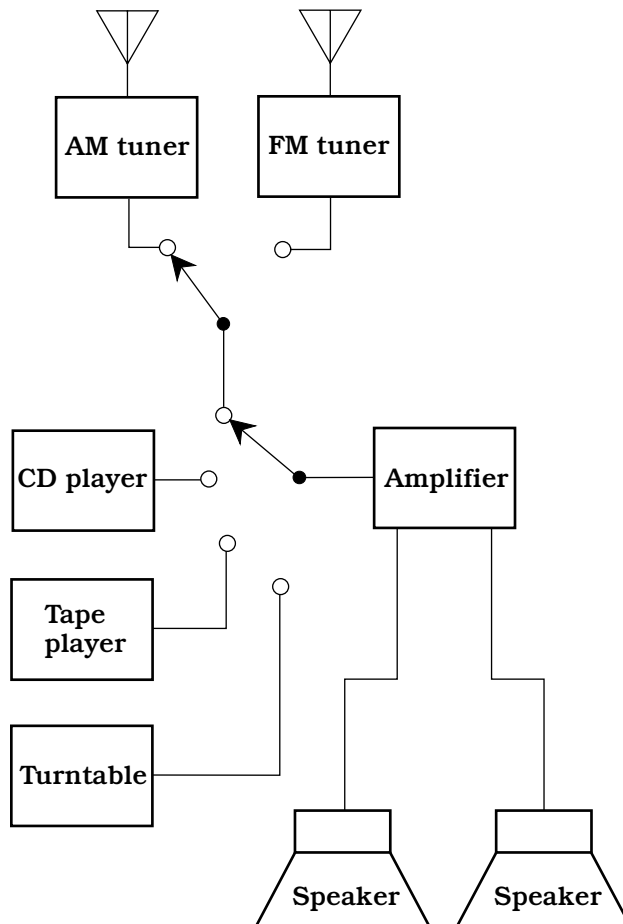 AM tuner
FM tuner
CD player
Amplifier
Tape
player
Turntable
Speaker
Speaker